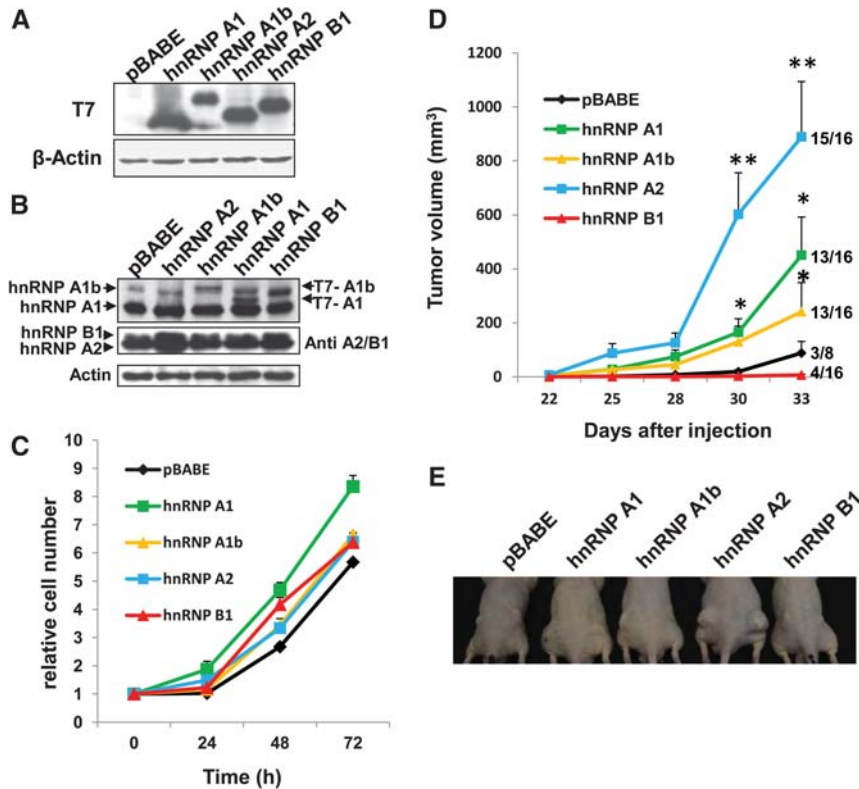 A
pBABE
hnRNP A1
hnRNP A1b
hnRNP A2
hnRNP B1
T7
β-Actin
B
pBABE
hnRNP A2
hnRNP A1b
hnRNP A1
hnRNP B1
hnRNP A1b
hnRNP A1
T7- A1b
T7- A1
hnRNP B1
hnRNP A2
Anti A2/B1
Actin
C
relative cell number
10
9
8
7
6
5
4
3
2
1
0
pBABE
hnRNP A1
hnRNP A1b
hnRNP A2
hnRNP B1
0 24 48 72
Time (h)
D
Tumor volume (mm³)
1200
1000
800
600
400
200
0
pBABE
hnRNP A1
hnRNP A1b
hnRNP A2
hnRNP B1
**
**
15/16
*
*
13/16
*
13/16
3/8
4/16
22 25 28 30 33
Days after injection
E
pBABE
hnRNP A1
hnRNP A1b
hnRNP A2
hnRNP B1